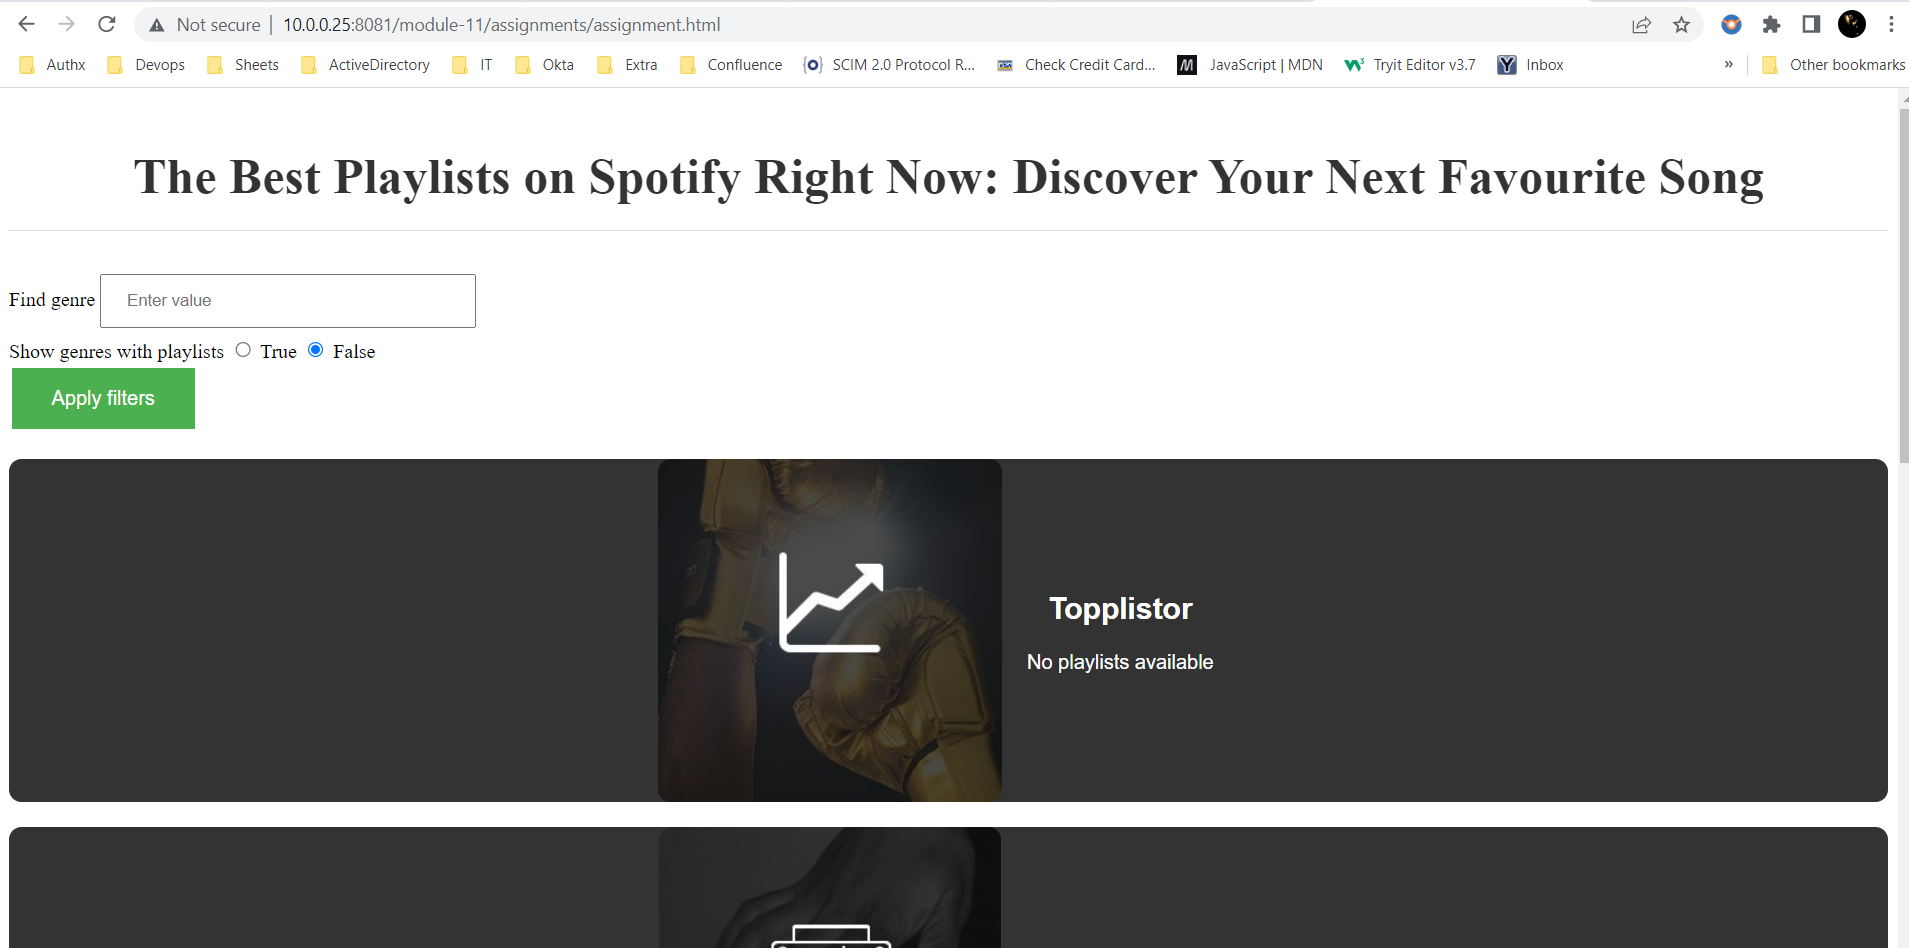 Not secure | 10.0.0.25:8081/module-11/assignments/assignment.html
Authx Devops Sheets ActiveDirectory IT Okta Extra Confluence SCIM 2.0 Protocol R... Check Credit Card... JavaScript | MDN Tryit Editor v3.7 Inbox » Other bookmarks
The Best Playlists on Spotify Right Now: Discover Your Next Favourite Song
Find genre Enter value
Show genres with playlists True False
Apply filters
Topplistor
No playlists available